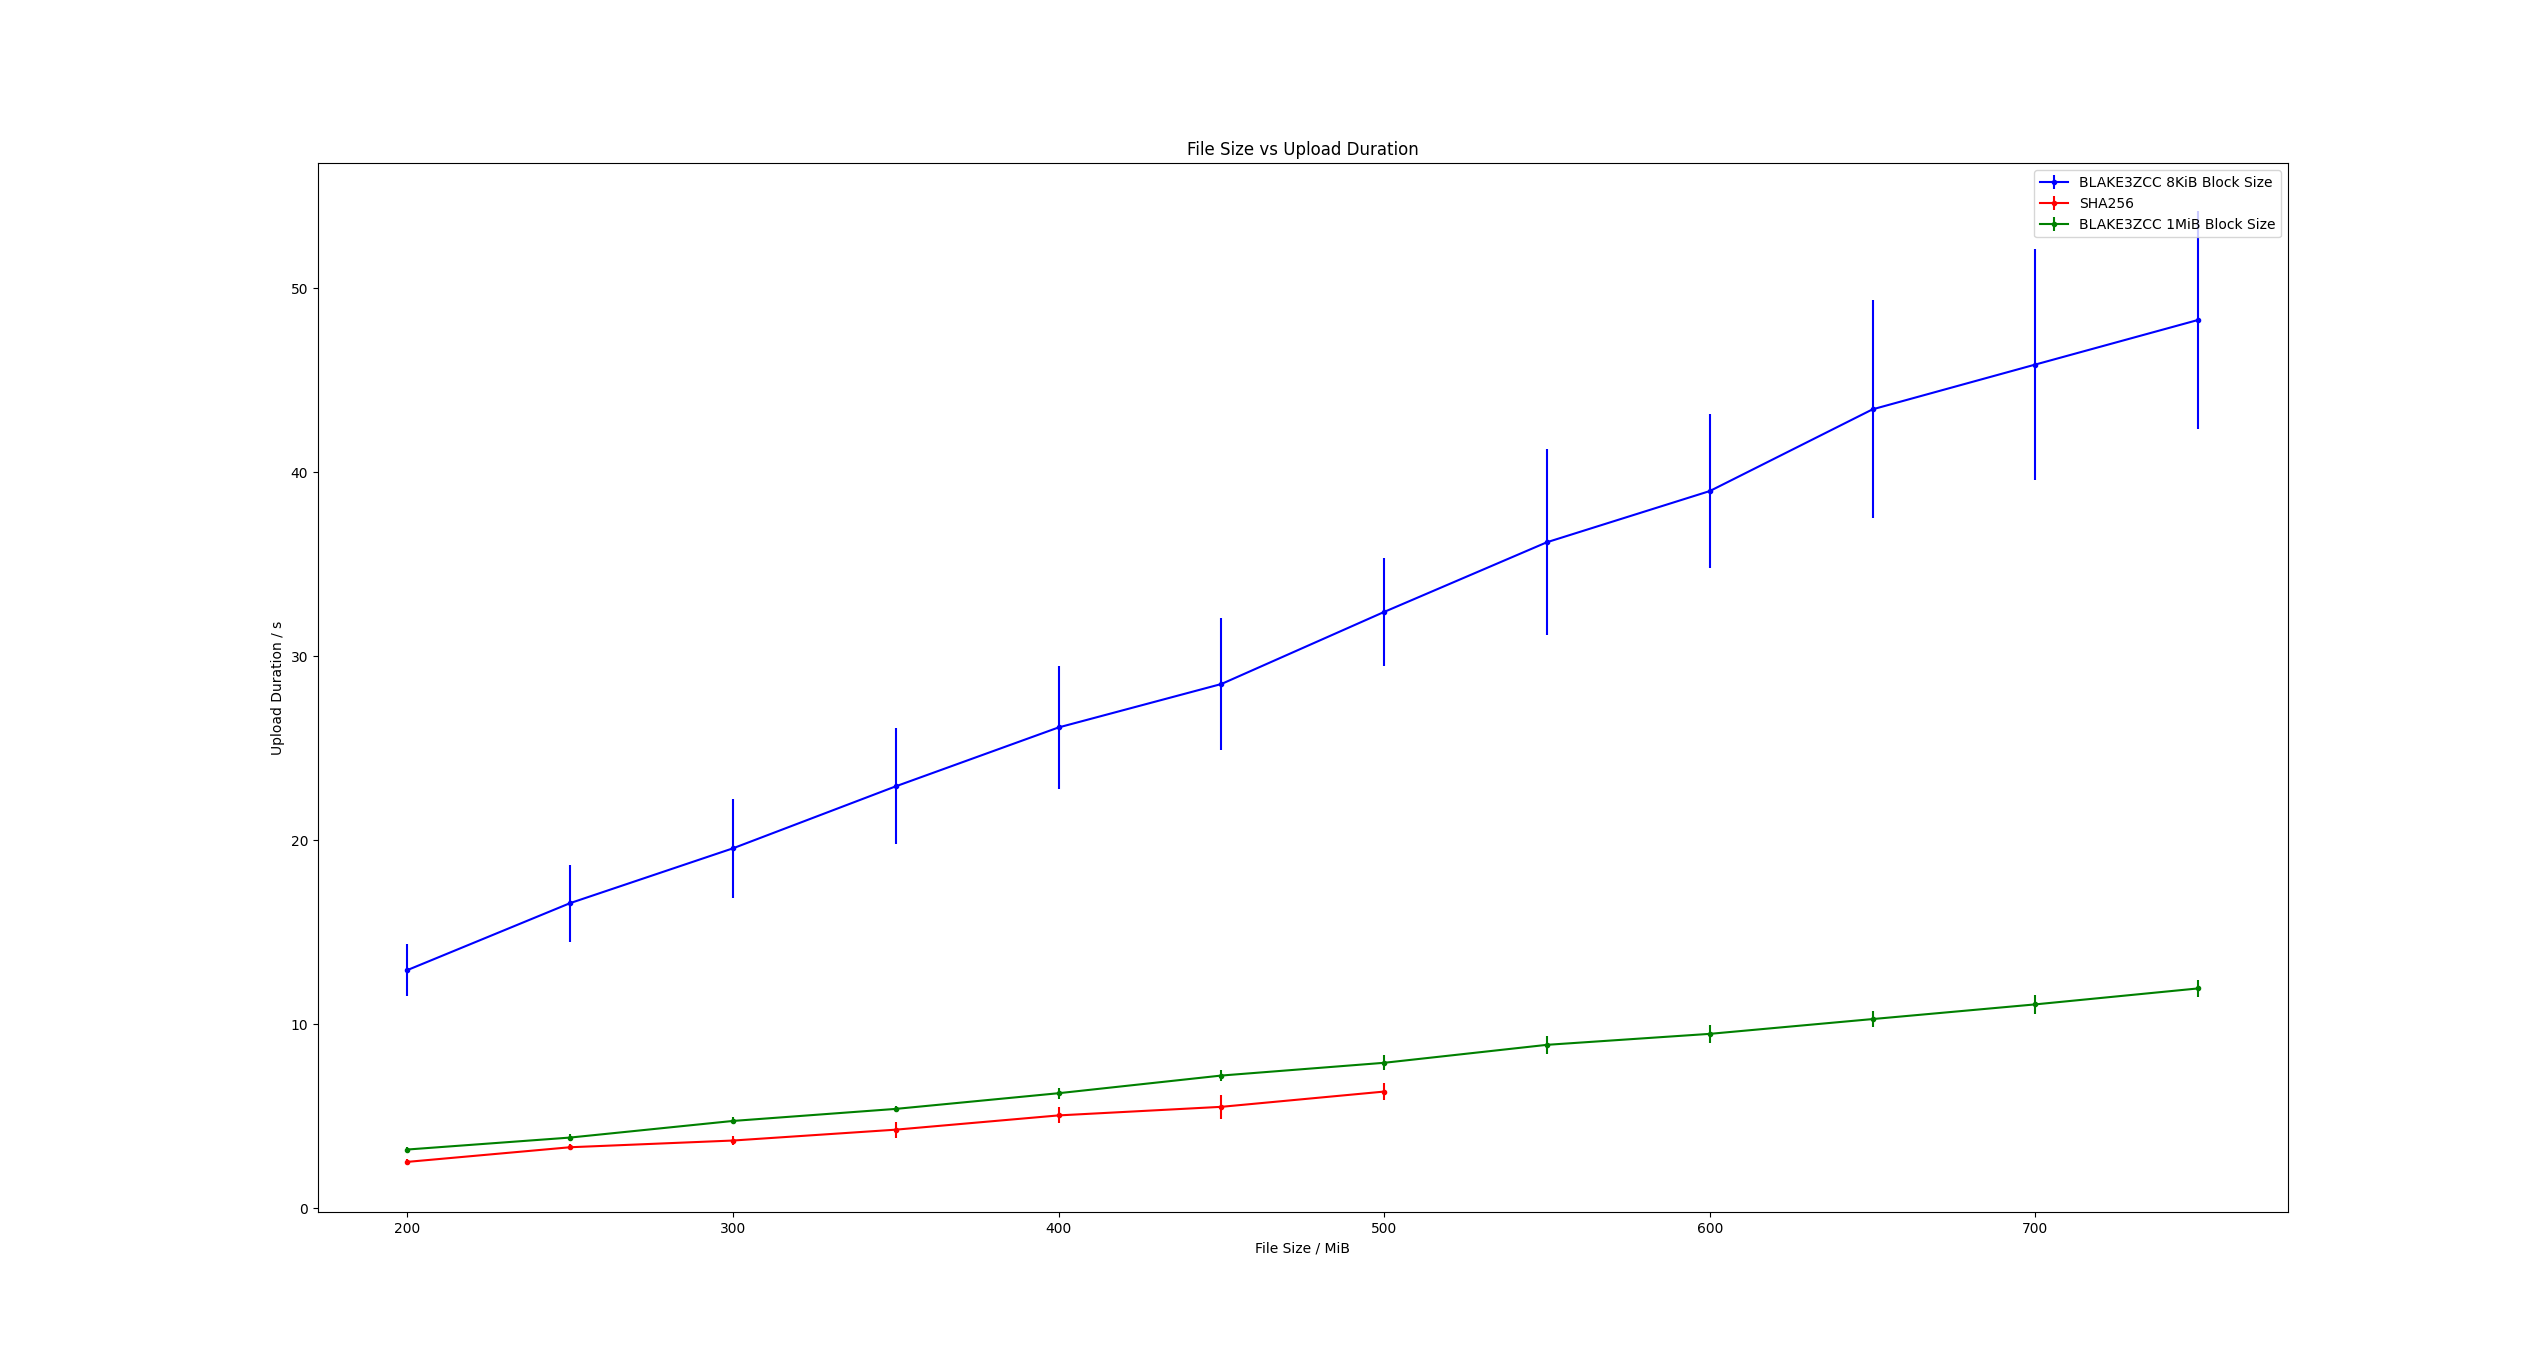 File Size vs Upload Duration
BLAKE3ZCC 8KiB Block Size
SHA256
BLAKE3ZCC 1MiB Block Size
50
40
30
20
10
0
Upload Duration / s
200 300 400 500 600 700
File Size / MiB